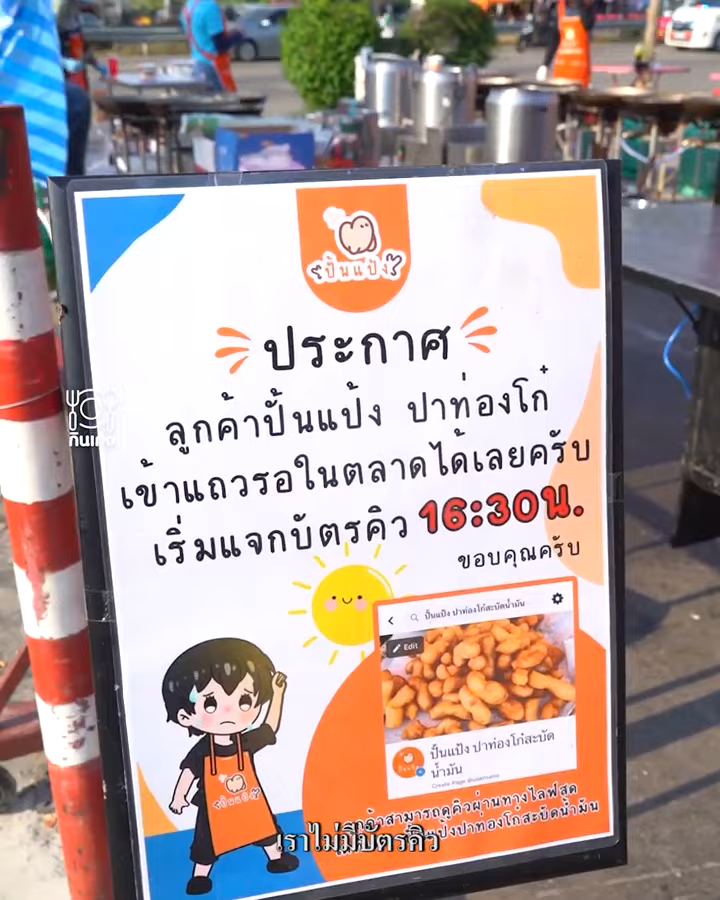 ปั้นแป้ง
ประกาศ
ลูกค้าปั้นแป้ง ปาท่องโก๋
เข้าแถวรอในตลาดได้เลยครับ
เริ่มแจกบัตรคิว 16:30น.
ขอบคุณครับ
ปั้นแป้ง ปาท่องโก๋สะบัดน้ำมัน
Edit
ปั้นแป้ง ปาท่องโก๋สะบัด
น้ำมัน
Create Page @username
ปั้นแป้ง
สามารถดูคิวผ่านทางไลฟ์สด
ปาท่องโก๋สะบัดน้ำมัน
เราไม่มีบัตรคิว